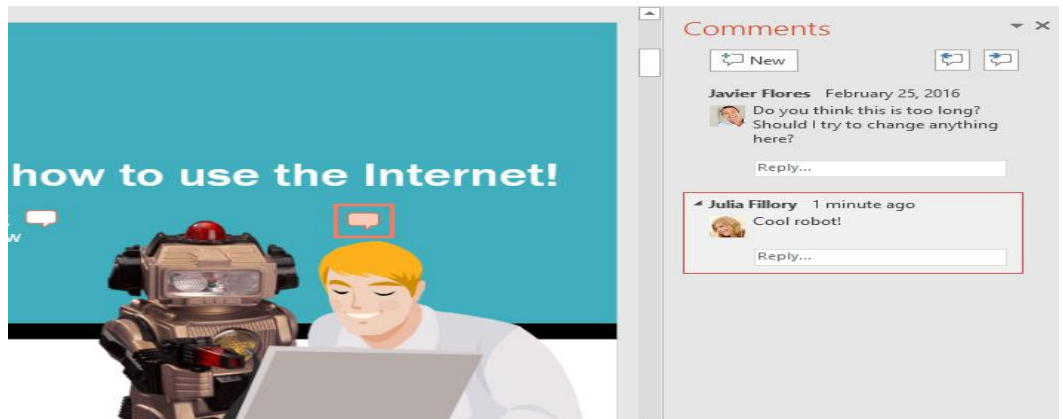 Comments
New
Javier Flores February 25, 2016
Do you think this is too long?
Should I try to change anything
here?
Reply...
Julia Fillory 1 minute ago
Cool robot!
Reply...
how to use the Internet!